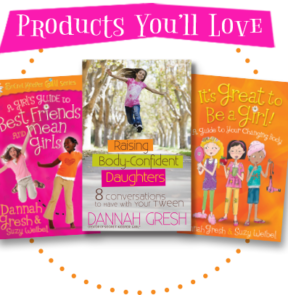 Products You'll Love
A Girl's Guide to
Best Friends
and Mean
Girls
Dannah
Gresh
& Suzy Weibel
Raising
Body-Confident
Daughters
8 Conversations
to Have with Your Tween
DANNAH GRESH
It's Great to
Be a Girl!
A Guide to Your Changing Body
Gresh & Suzy Weibel